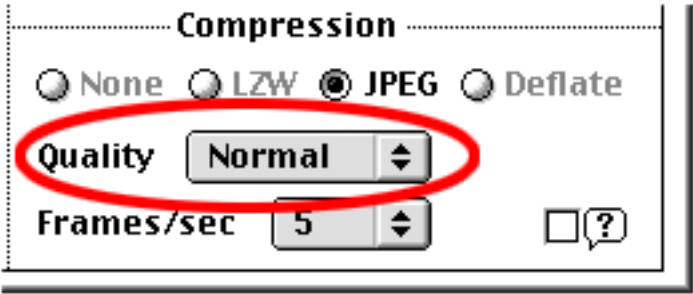 Compression
None LZW JPEG Deflate
Quality Normal
Frames/sec 5
?